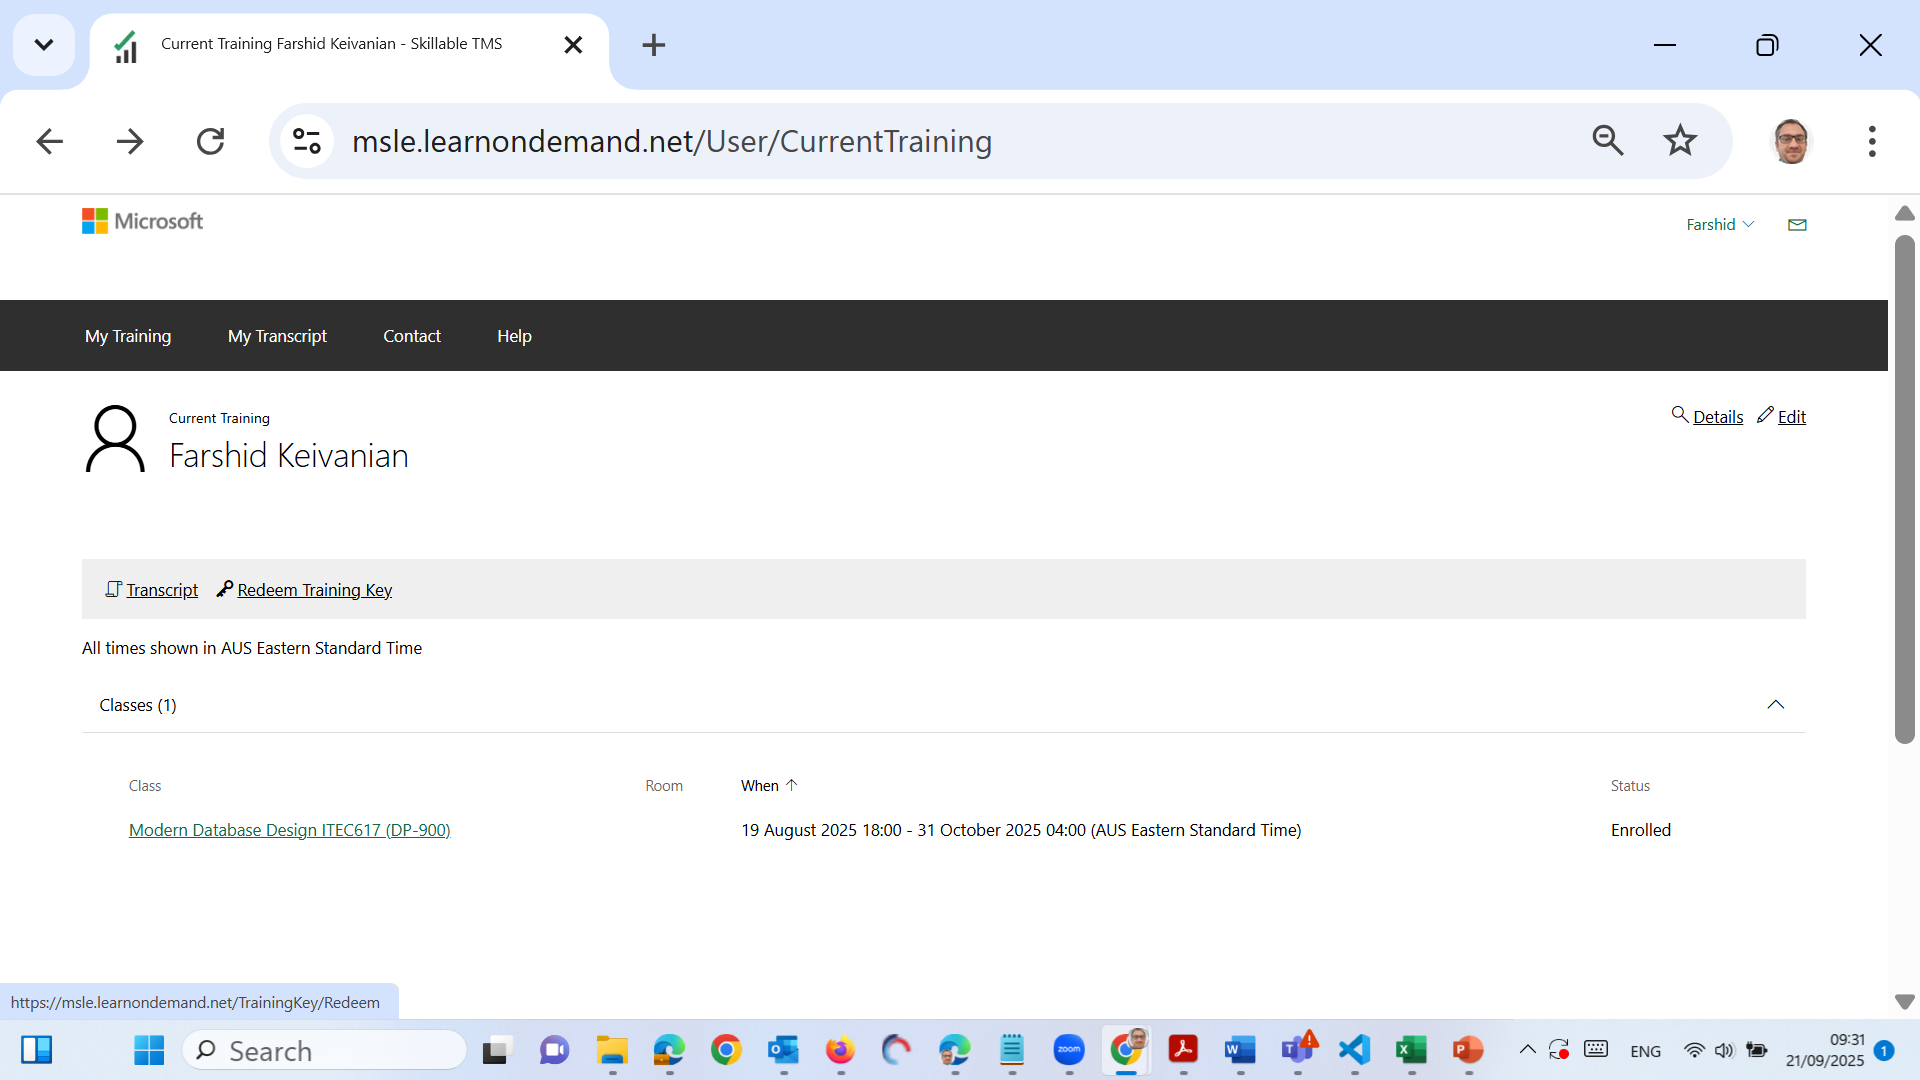 Current Training Farshid Keivanian - Skillable TMS
msle.learnondemand.net/User/CurrentTraining
Microsoft
Farshid
My Training My Transcript Contact Help
Current Training
Farshid Keivanian
Details Edit
Transcript Redeem Training Key
All times shown in AUS Eastern Standard Time
Classes (1)
Class Room When Status
Modern Database Design ITEC617 (DP-900) 19 August 2025 18:00 - 31 October 2025 04:00 (AUS Eastern Standard Time) Enrolled
https://msle.learnondemand.net/TrainingKey/Redeem
Search
zoom
ENG
09:31
21/09/2025
1